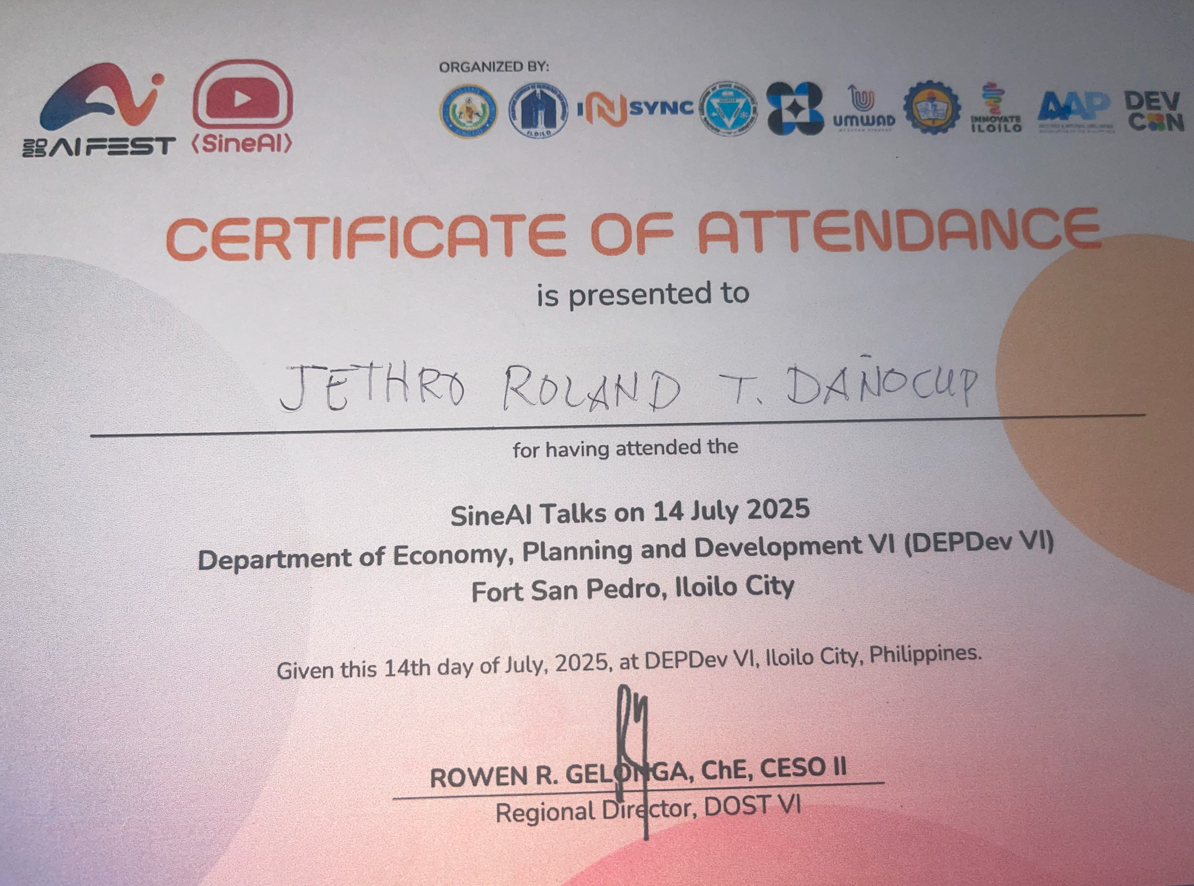 ORGANIZED BY:
2025 AI FEST
<SineAI>
ILOILO
INSYNC
UMWAD
INNOVATE
ILOILO
AAP
DEV
CON
CERTIFICATE OF ATTENDANCE
is presented to
JETHRO ROLAND T. DAÑOCUP
for having attended the
SineAI Talks on 14 July 2025
Department of Economy, Planning and Development VI (DEPDev VI)
Fort San Pedro, Iloilo City
Given this 14th day of July, 2025, at DEPDev VI, Iloilo City, Philippines.
ROWEN R. GELONGA, ChE, CESO II
Regional Director, DOST VI